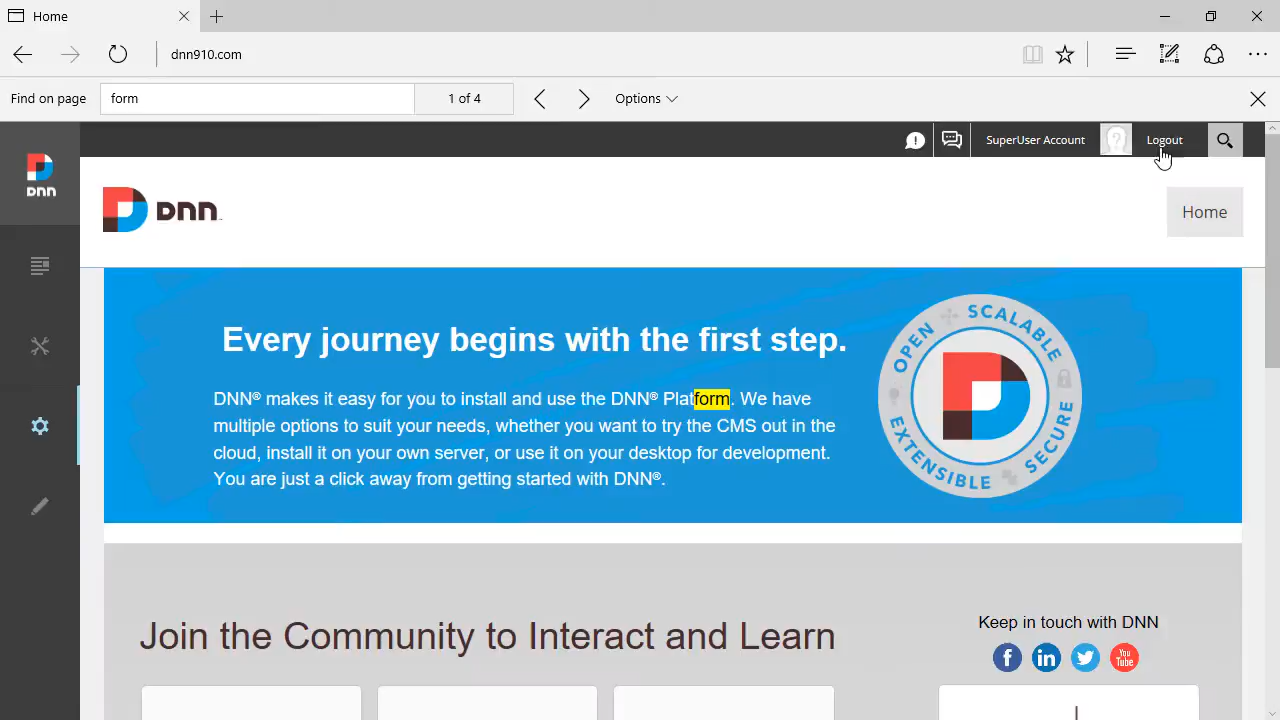 Home
dnn910.com
Find on page
form
1 of 4
Options
SuperUser Account
Logout
dnn
dnn
Home
Every journey begins with the first step.
DNN® makes it easy for you to install and use the DNN® Platform. We have
multiple options to suit your needs, whether you want to try the CMS out in the
cloud, install it on your own server, or use it on your desktop for development.
You are just a click away from getting started with DNN®.
OPEN SCALABLE
EXTENSIBLE SECURE
Join the Community to Interact and Learn
Keep in touch with DNN
f in You Tube